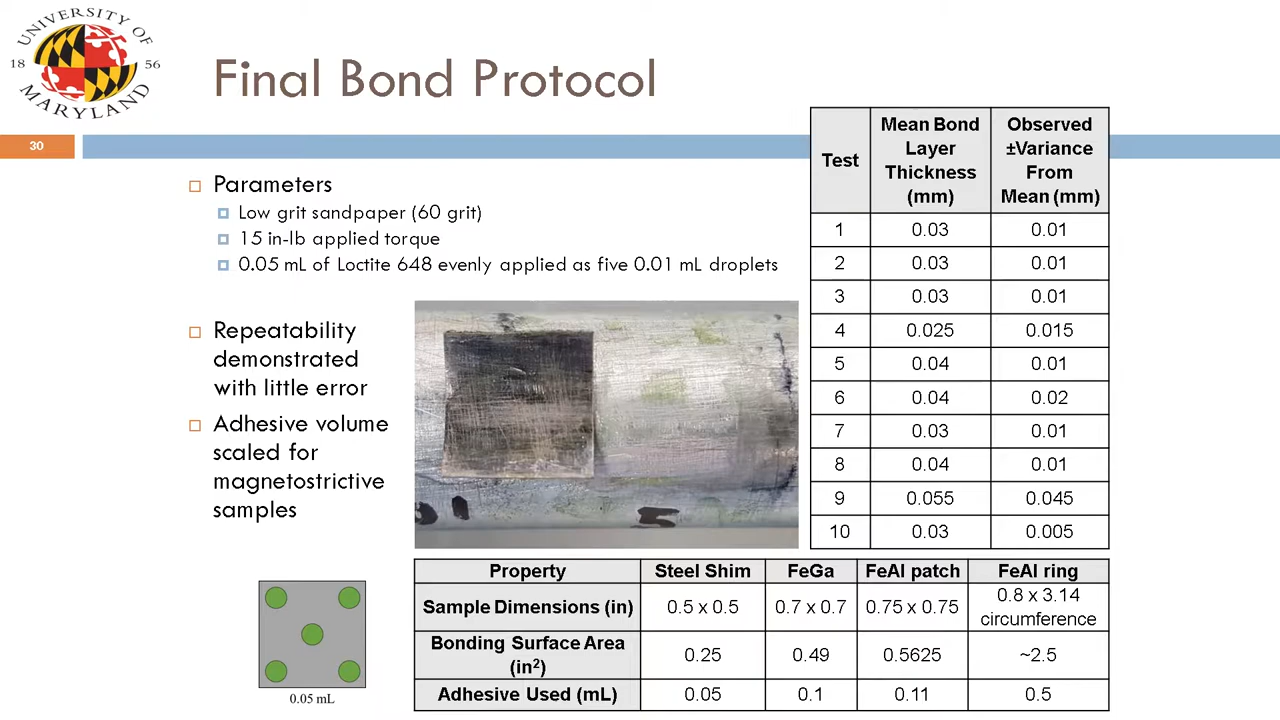 UNIVERSITY OF
18 56
MARYLAND
Final Bond Protocol
30
Parameters
Low grit sandpaper (60 grit)
15 in-lb applied torque
0.05 mL of Loctite 648 evenly applied as five 0.01 mL droplets
Repeatability
demonstrated
with little error
Adhesive volume
scaled for
magnetostrictive
samples
0.05 mL
Test
Mean Bond
Layer
Thickness
(mm)
Observed
±Variance
From
Mean (mm)
1 0.03 0.01
2 0.03 0.01
3 0.03 0.01
4 0.025 0.015
5 0.04 0.01
6 0.04 0.02
7 0.03 0.01
8 0.04 0.01
9 0.055 0.045
10 0.03 0.005
Property Steel Shim FeGa FeAl patch FeAl ring
Sample Dimensions (in) 0.5 x 0.5 0.7 x 0.7 0.75 x 0.75 0.8 x 3.14
circumference
Bonding Surface Area
(in²) 0.25 0.49 0.5625 ~2.5
Adhesive Used (mL) 0.05 0.1 0.11 0.5